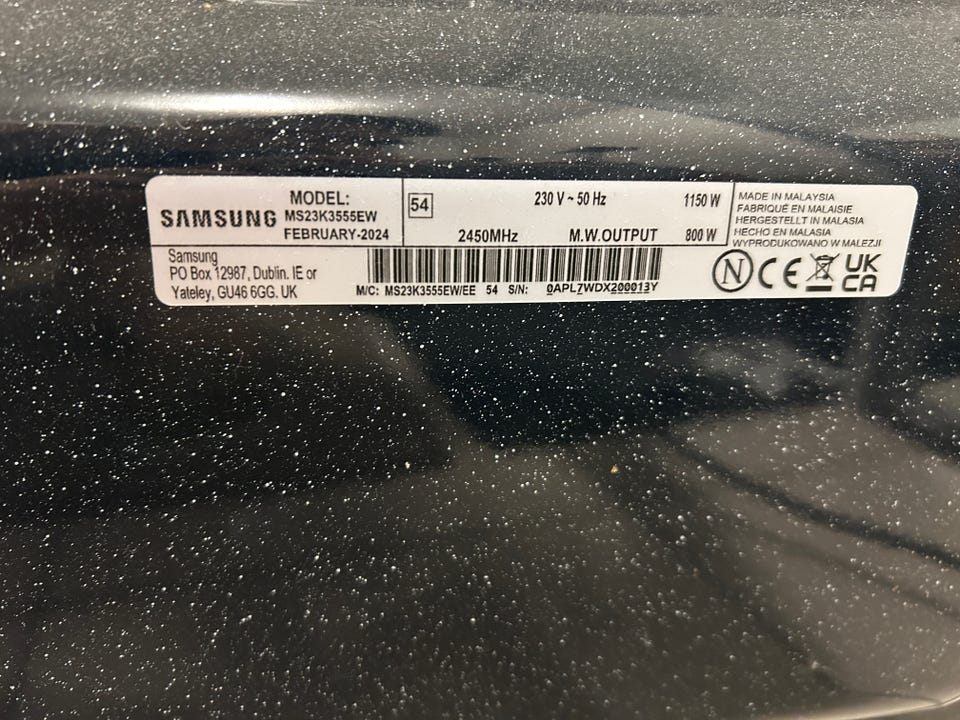 SAMSUNG
MODEL:
MS23K3555EW
FEBRUARY-2024
54
230 V ~ 50 Hz 1150 W
2450MHz M.W.OUTPUT 800 W
MADE IN MALAYSIA
FABRIQUÉ EN MALAISIE
HERGESTELLT IN MALAYSIA
HECHO EN MALASIA
WYPRODUKOWANO W MALEZJI
Samsung
PO Box 12987, Dublin. IE or
Yateley, GU46 6GG. UK
M/C: MS23K3555EW/EE 54 S/N: 0APL7WDX200013Y
N CE UK
CA